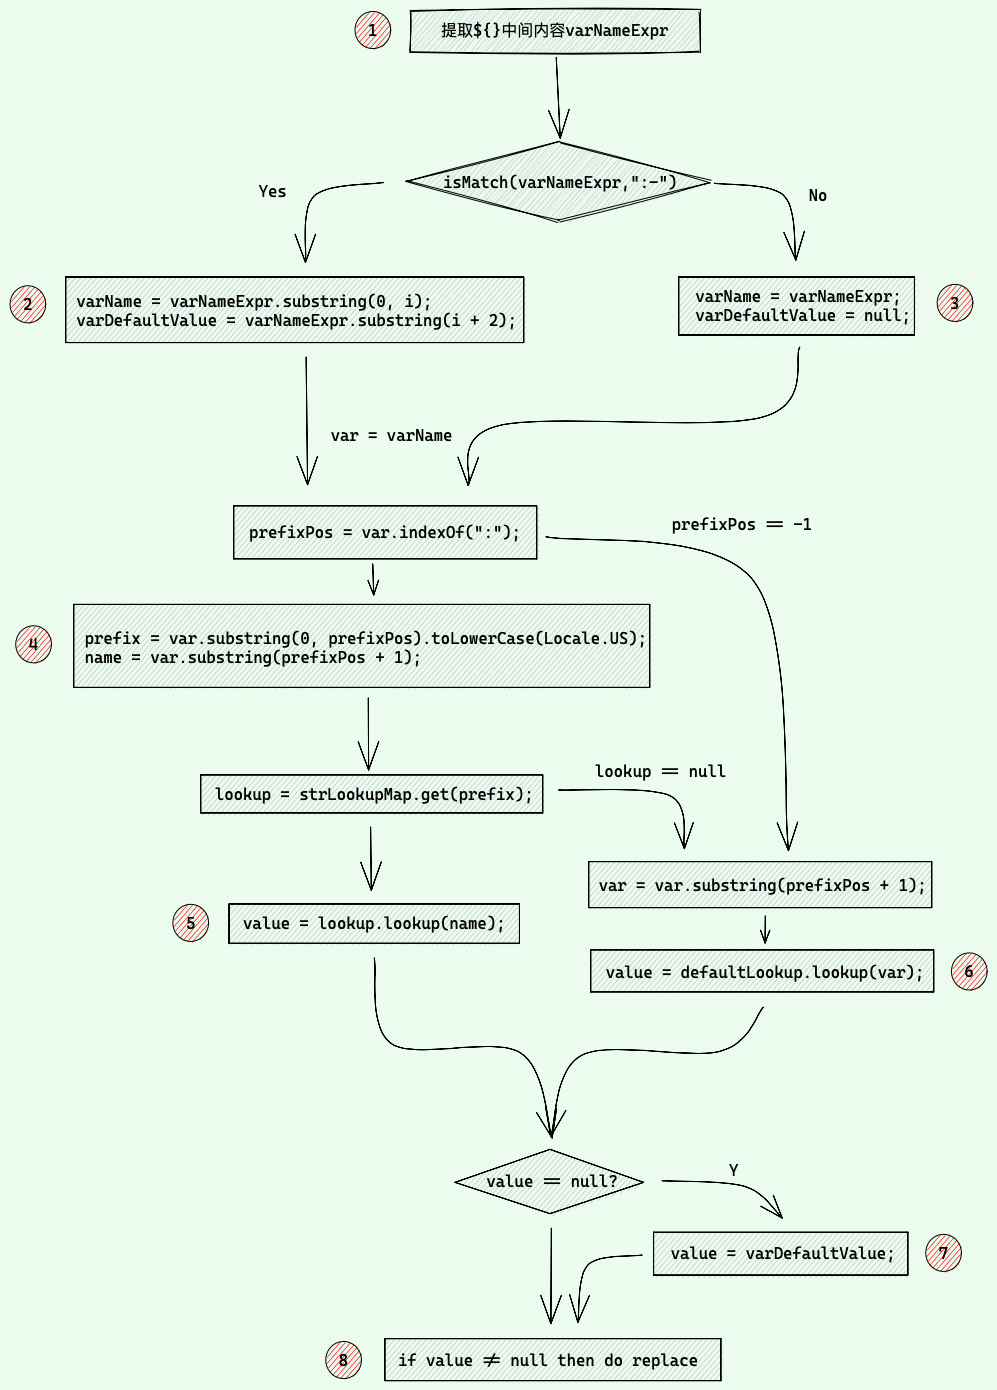 1
提取${}中间内容varNameExpr
isMatch(varNameExpr,":-")
Yes
No
2
varName = varNameExpr.substring(0, i);
varDefaultValue = varNameExpr.substring(i + 2);
varName = varNameExpr;
varDefaultValue = null;
3
var = varName
prefixPos = var.indexOf(":");
prefixPos == -1
4
prefix = var.substring(0, prefixPos).toLowerCase(Locale.US);
name = var.substring(prefixPos + 1);
lookup = strLookupMap.get(prefix);
lookup == null
var = var.substring(prefixPos + 1);
5
value = lookup.lookup(name);
value = defaultLookup.lookup(var);
6
value == null?
Y
value = varDefaultValue;
7
8
if value ≠ null then do replace